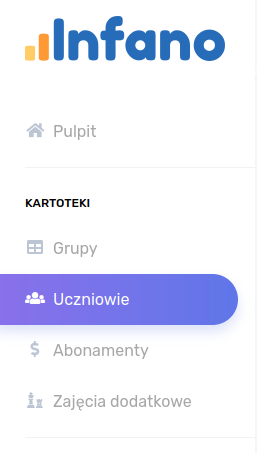 Infano
Pulpit
KARTOTEKI
Grupy
Uczniowie
Abonamenty
Zajęcia dodatkowe